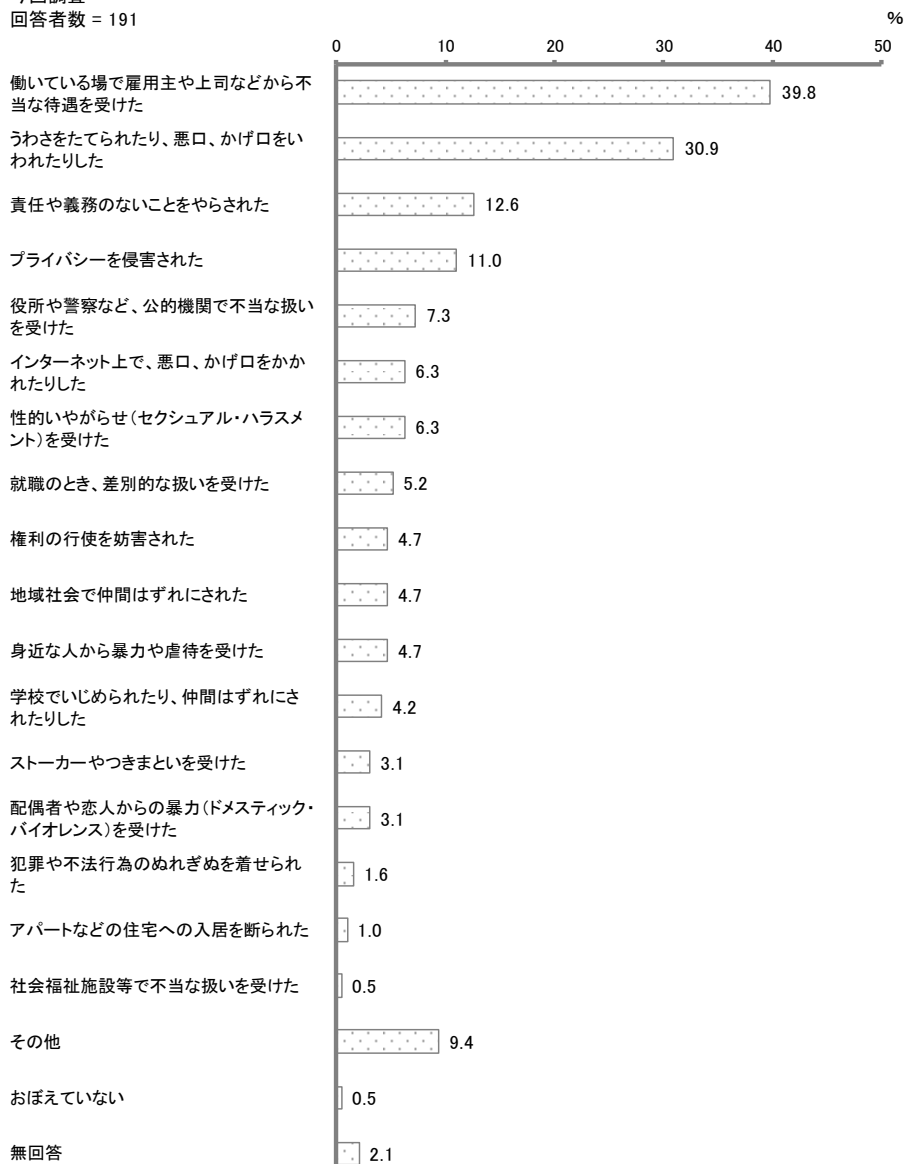 回答者数 = 191
%
0 10 20 30 40 50
働いている場で雇用主や上司などから不
当な待遇を受けた
39.8
うわさをたてられたり、悪口、かげ口をい
われたりした
30.9
責任や義務のないことをやらされた
12.6
プライバシーを侵害された
11.0
役所や警察など、公的機関で不当な扱い
を受けた
7.3
インターネット上で、悪口、かげ口をかか
れたりした
6.3
性的いやがらせ(セクシュアル・ハラスメ
ント)を受けた
6.3
就職のとき、差別的な扱いを受けた
5.2
権利の行使を妨害された
4.7
地域社会で仲間はずれにされた
4.7
身近な人から暴力や虐待を受けた
4.7
学校でいじめられたり、仲間はずれにさ
れたりした
4.2
ストーカーやつきまといを受けた
3.1
配偶者や恋人からの暴力(ドメスティック・
バイオレンス)を受けた
3.1
犯罪や不法行為のぬれぎぬを着せられ
た
1.6
アパートなどの住宅への入居を断られた
1.0
社会福祉施設等で不当な扱いを受けた
0.5
その他
9.4
おぼえていない
0.5
無回答
2.1